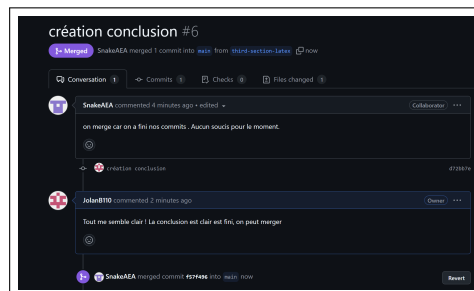 création conclusion #6
Merged SnakeAEA merged 1 commit into main from third-section-latex now
Conversation 1 Commits 1 Checks 0 Files changed 1
SnakeAEA commented 4 minutes ago • edited
Collaborator
on merge car on a fini nos commits . Aucun soucis pour le moment.
création conclusion
d72bb7e
JolanB110 commented 2 minutes ago
Owner
Tout me semble clair ! La conclusion est clair est fini, on peut merger
SnakeAEA merged commit f57f496 into main now
Revert